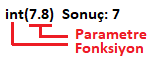 int(7.8) Sonuç: 7
Parametre
Fonksiyon